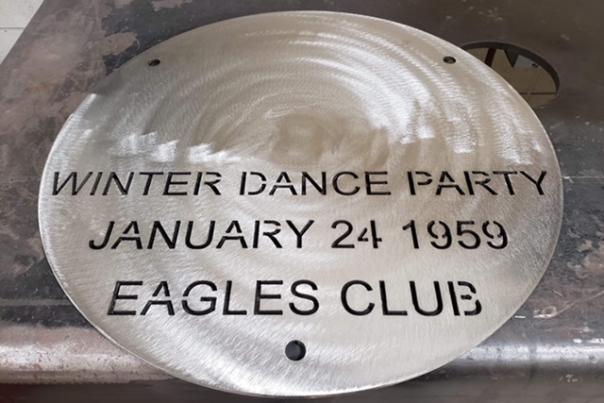 WINTER DANCE PARTY
JANUARY 24 1959
EAGLES CLUB